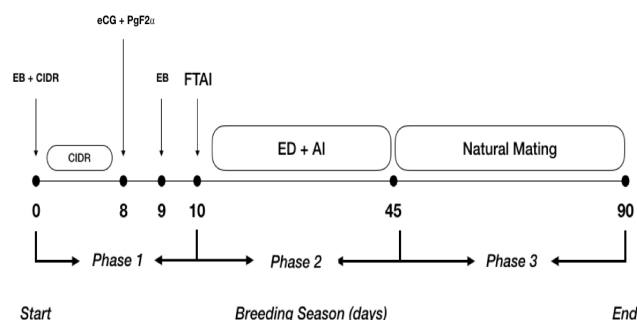 eCG + PgF2α
EB + CIDR
EB
FTAI
CIDR
ED + AI
Natural Mating
0
8
9
10
45
90
Phase 1
Phase 2
Phase 3
Start
Breeding Season (days)
End